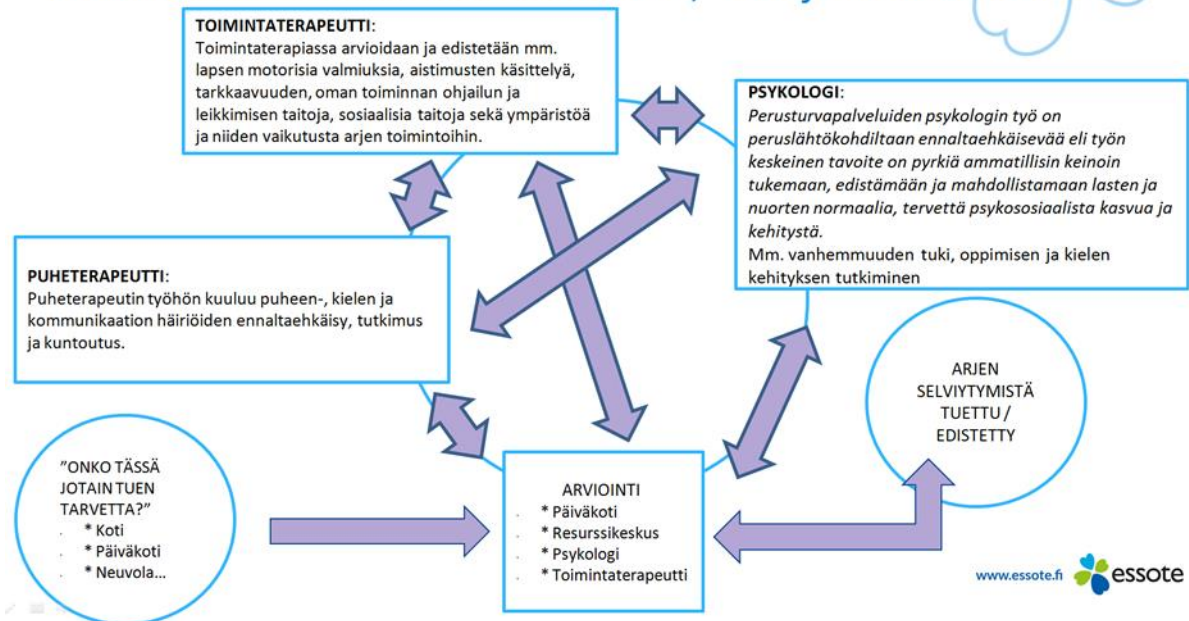 TOIMINTATERAPEUTTI:
Toimintaterapiassa arvioidaan ja edistetään mm.
lapsen motorisia valmiuksia, aistimusten käsittelyä,
tarkkaavuuden, oman toiminnan ohjailun ja
leikkimisen taitoja, sosiaalisia taitoja sekä ympäristöä
ja niiden vaikutusta arjen toimintoihin.
PSYKOLOGI:
Perusturvapalveluiden psykologin työ on
peruslähtökohdiltaan ennaltaehkäisevää eli työn
keskeinen tavoite on pyrkiä ammatillisin keinoin
tukemaan, edistämään ja mahdollistamaan lasten ja
nuorten normaalia, tervettä psykososiaalista kasvua ja
kehitystä.
Mm. vanhemmuuden tuki, oppimisen ja kielen
kehityksen tutkiminen
PUHETERAPEUTTI:
Puheterapeutin työhön kuuluu puheen-, kielen ja
kommunikaation häiriöiden ennaltaehkäisy, tutkimus
ja kuntoutus.
"ONKO TÄSSÄ
JOTAIN TUEN
TARVETTA?"
. * Koti
. * Päiväkoti
. * Neuvola...
ARVIOINTI
. * Päiväkoti
. * Resurssikeskus
. * Psykologi
. * Toimintaterapeutti
ARJEN
SELVIYTYMISTÄ
TUETTU /
EDISTETTY
www.essote.fi essote